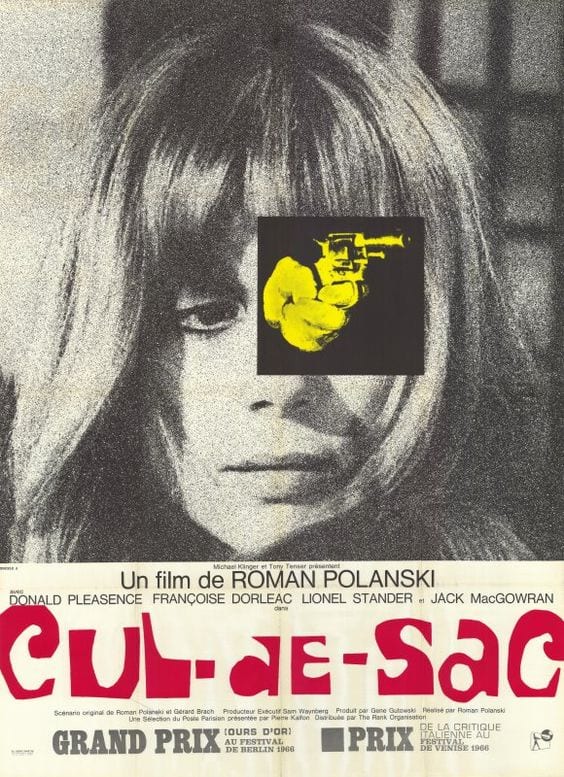 Michael Klinger et Tony Tenser présentent
Un film de ROMAN POLANSKI
AVEC
DONALD PLEASENCE FRANÇOISE DORLEAC LIONEL STANDER et JACK MacGOWRAN
dans
CUL-DE-SAC
Scénario original de Roman Polanski et Gérard Brach Producteur Exécutif Sam Waynberg Produit par Gene Gutowski Réalisé par Roman Polanski
Une Sélection du Posie Parisien présentée par Pierre Kalfon Distribuée par The Rank Organisation
GRAND PRIX (OURS D'OR)
AU FESTIVAL
DE BERLIN 1966
PRIX DE LA CRITIQUE
ITALIENNE AU
FESTIVAL
DE VENISE 1966